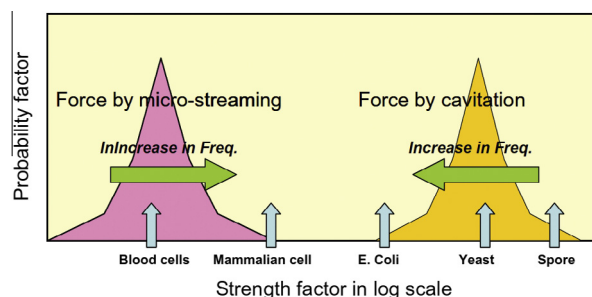 Probability factor
Force by micro-streaming
Force by cavitation
InIncrease in Freq.
Increase in Freq.
Blood cells
Mammalian cell
E. Coli
Yeast
Spore
Strength factor in log scale